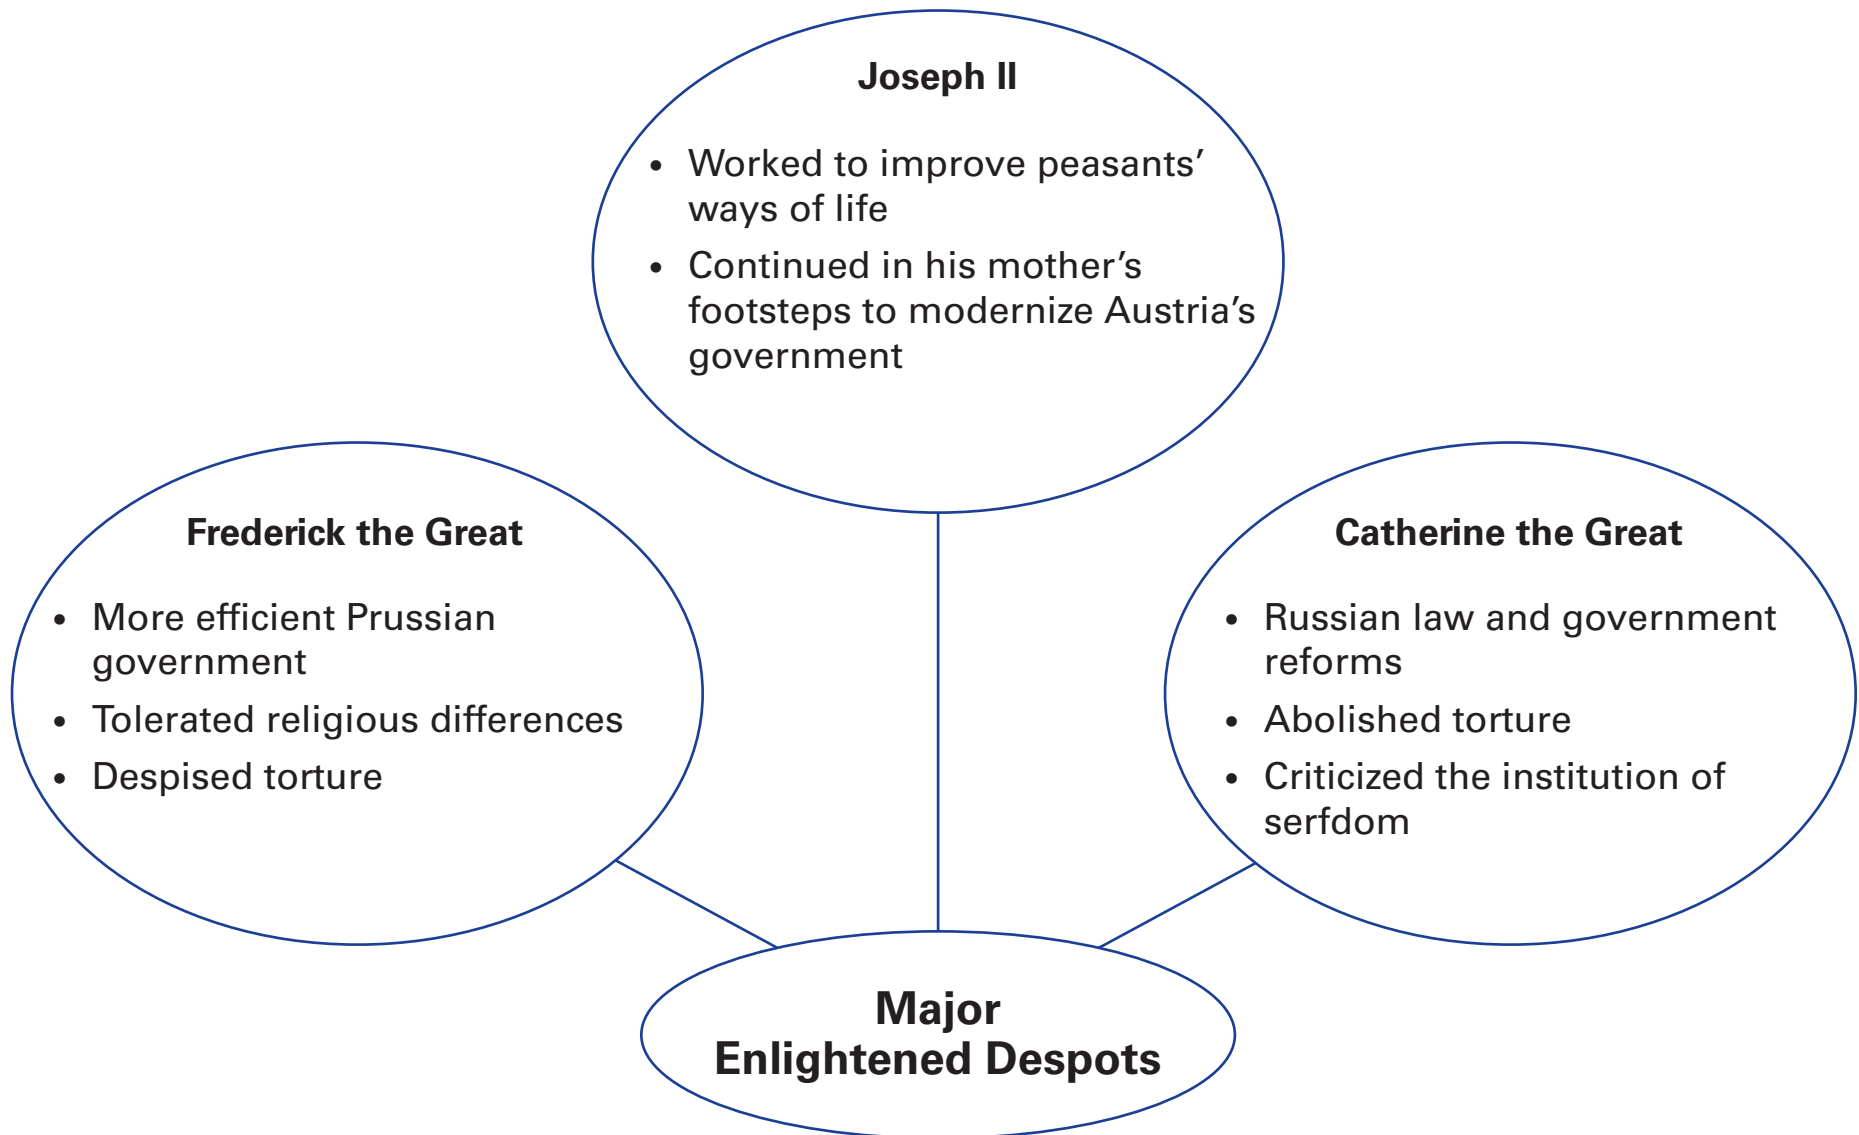 Joseph II
• Worked to improve peasants’
ways of life
• Continued in his mother’s
footsteps to modernize Austria’s
government
Frederick the Great
• More efficient Prussian
government
• Tolerated religious differences
• Despised torture
Catherine the Great
• Russian law and government
reforms
• Abolished torture
• Criticized the institution of
serfdom
Major
Enlightened Despots